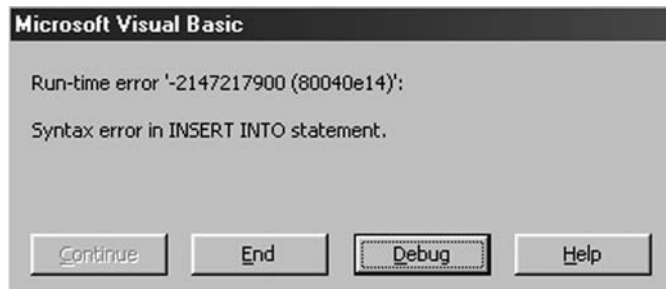 Microsoft Visual Basic
Run-time error '-2147217900 (80040e14)':
Syntax error in INSERT INTO statement.
Continue
End
Debug
Help